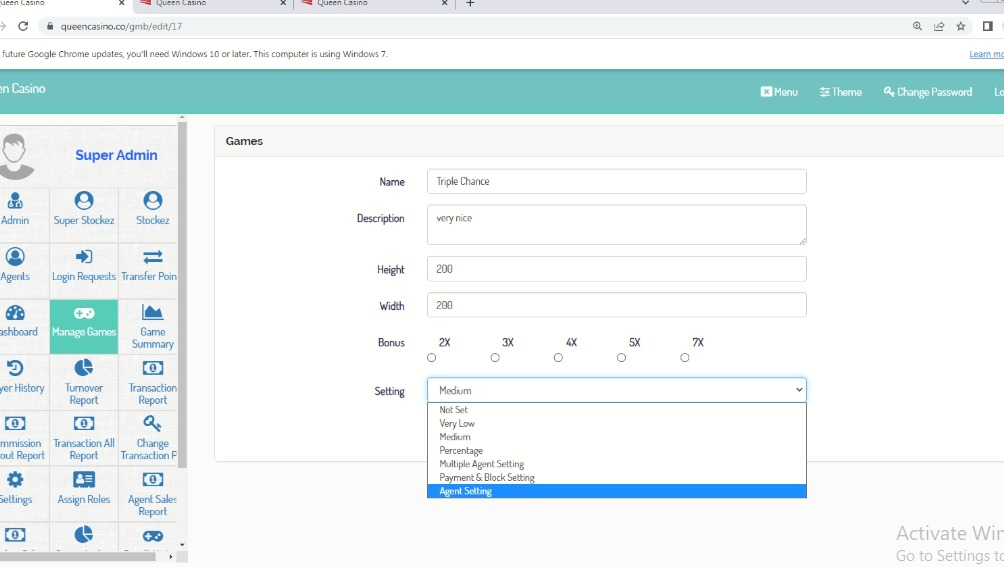 ueen Casino
Queen Casino
Queen Casino
queencasino.co/gmb/edit/17
future Google Chrome updates, you'll need Windows 10 or later. This computer is using Windows 7.
Learn mo
en Casino
Menu
Theme
Change Password
Lo
Super Admin
Admin
Super Stockez
Stockez
Agents
Login Requests
Transfer Poin
ashboard
Manage Games
Game
Summary
yer History
Turnover
Report
Transaction
Report
mmission
out Report
Transaction All
Report
Change
Transaction P
Settings
Assign Roles
Agent Sales
Report
Games
Name
Triple Chance
Description
very nice
Height
200
Width
200
Bonus
2X
3X
4X
5X
7X
Setting
Medium
Not Set
Very Low
Medium
Percentage
Multiple Agent Setting
Payment & Block Setting
Agent Setting
Activate Win
Go to Settings to